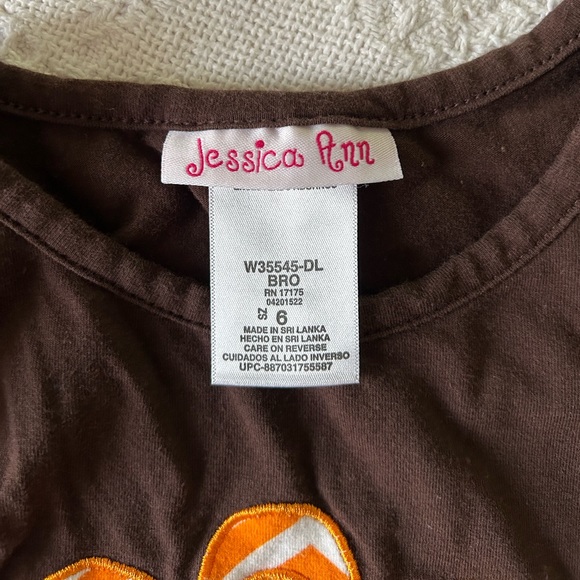 Jessica Ann
W35545-DL
BRO
RN 17175
04201522
SZ 6
MADE IN SRI LANKA
HECHO EN SRI LANKA
CARE ON REVERSE
CUIDADOS AL LADO INVERSO
UPC-887031755587